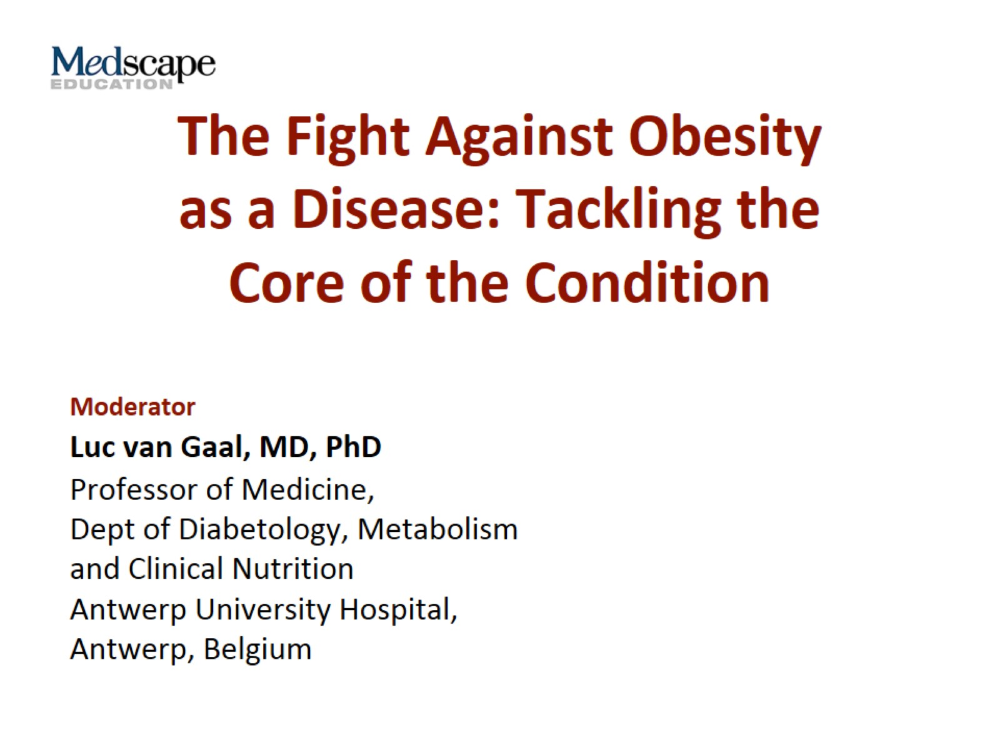 Medscape
EDUCATION
The Fight Against Obesity
as a Disease: Tackling the
Core of the Condition
Moderator
Luc van Gaal, MD, PhD
Professor of Medicine,
Dept of Diabetology, Metabolism
and Clinical Nutrition
Antwerp University Hospital,
Antwerp, Belgium